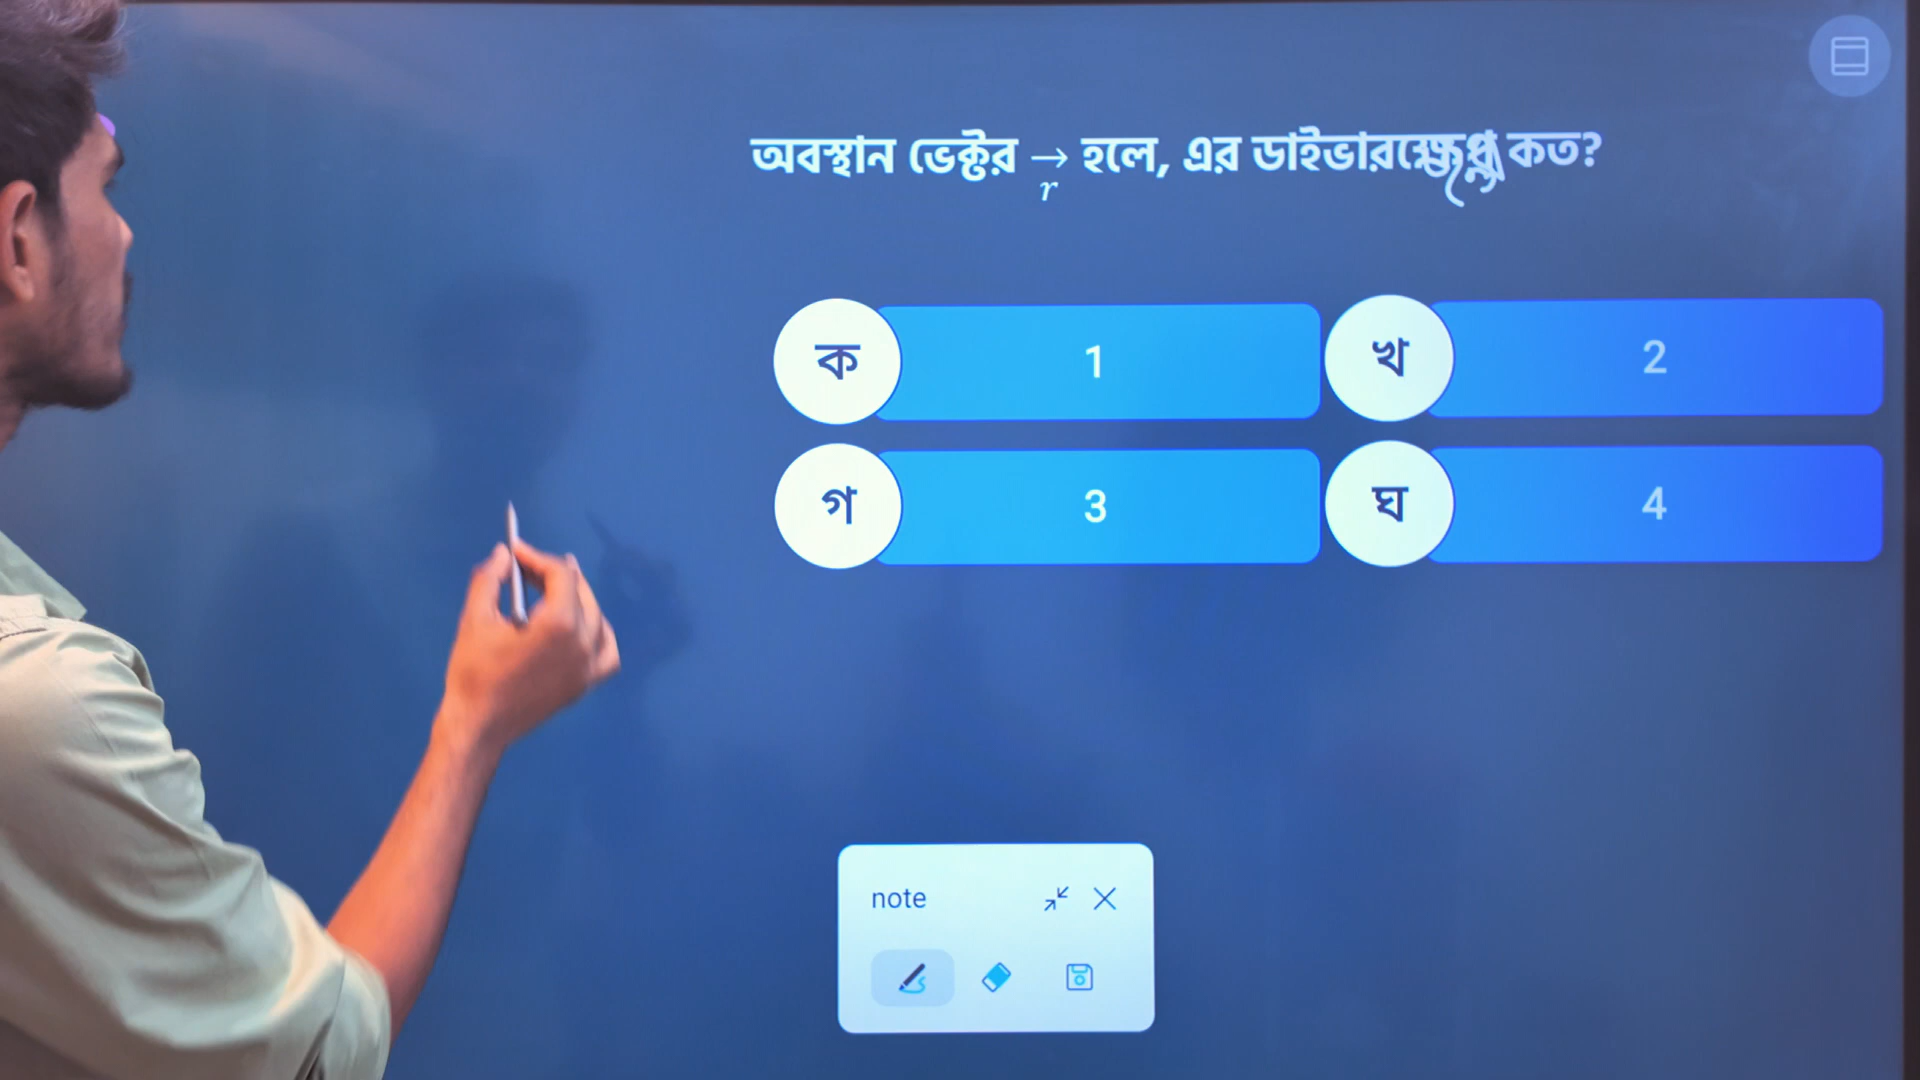 অবস্থান ভেক্টর → হলে, এর ডাইভারজেন্স কত?
r
ক 1
খ 2
গ 3
ঘ 4
note